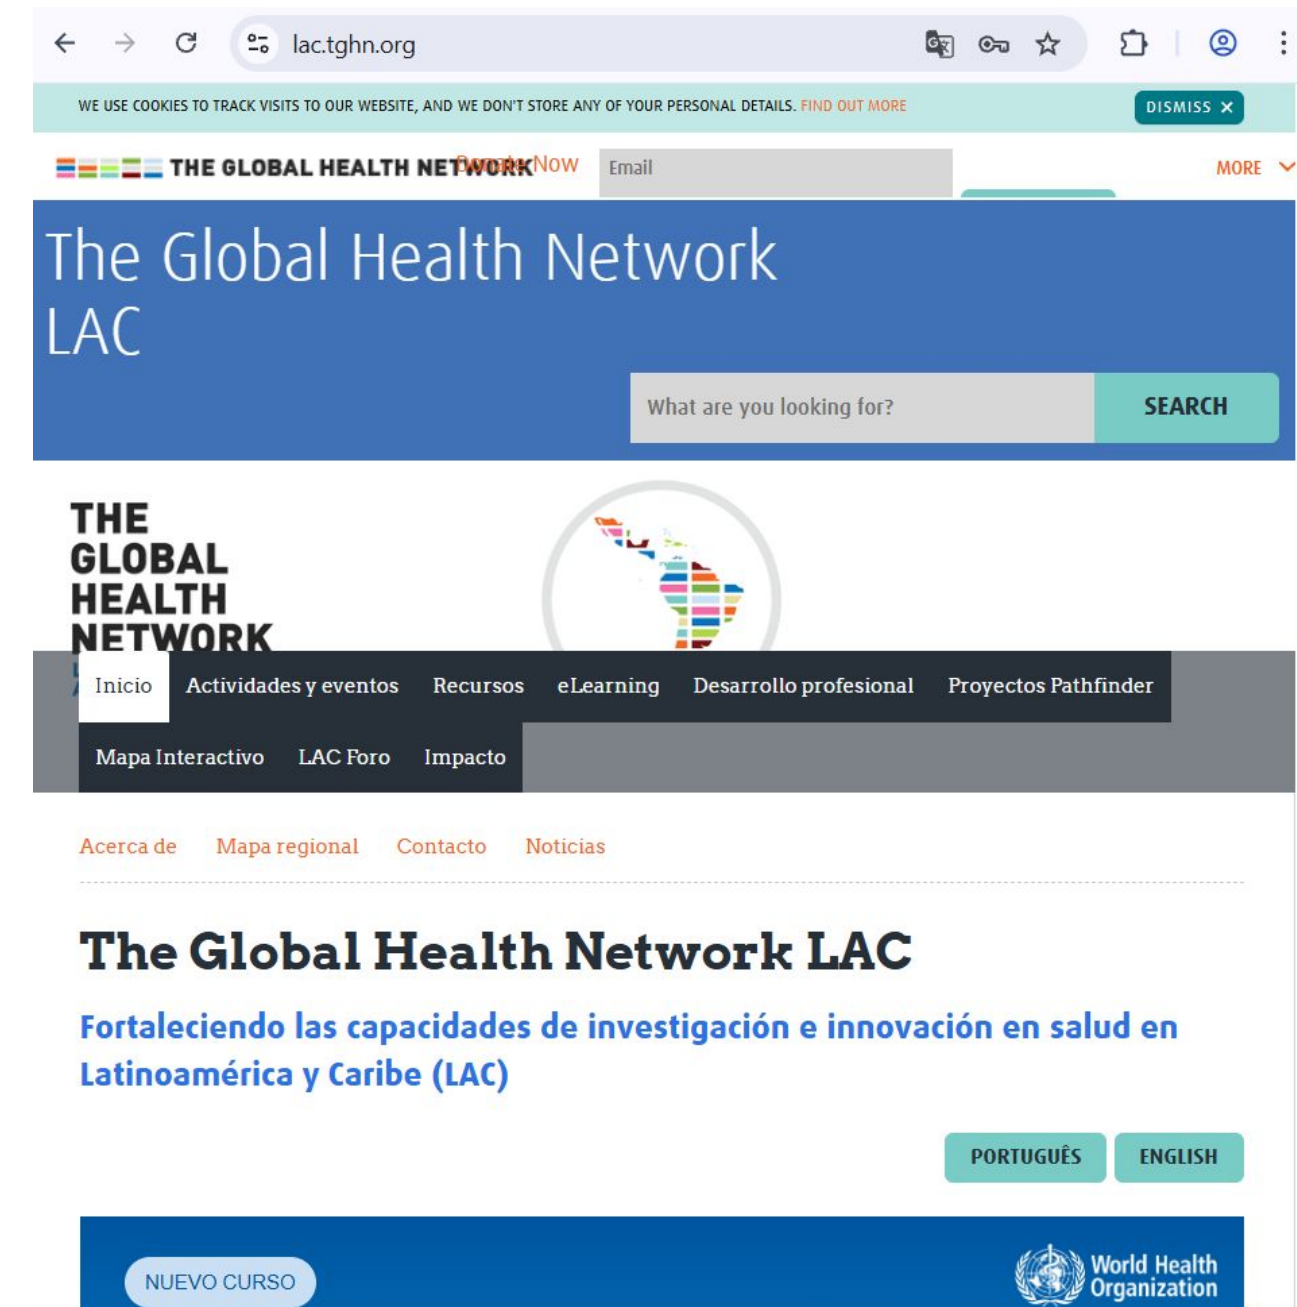 lac.tghn.org
WE USE COOKIES TO TRACK VISITS TO OUR WEBSITE, AND WE DON'T STORE ANY OF YOUR PERSONAL DETAILS. FIND OUT MORE
DISMISS ×
THE GLOBAL HEALTH NETWORK
Donate Now
Email
MORE
The Global Health Network
LAC
What are you looking for?
SEARCH
THE
GLOBAL
HEALTH
NETWORK
Inicio Actividades y eventos Recursos eLearning Desarrollo profesional Proyectos Pathfinder
Mapa Interactivo LAC Foro Impacto
Acerca de Mapa regional Contacto Noticias
The Global Health Network LAC
Fortaleciendo las capacidades de investigación e innovación en salud en
Latinoamérica y Caribe (LAC)
PORTUGUÊS ENGLISH
NUEVO CURSO
World Health
Organization